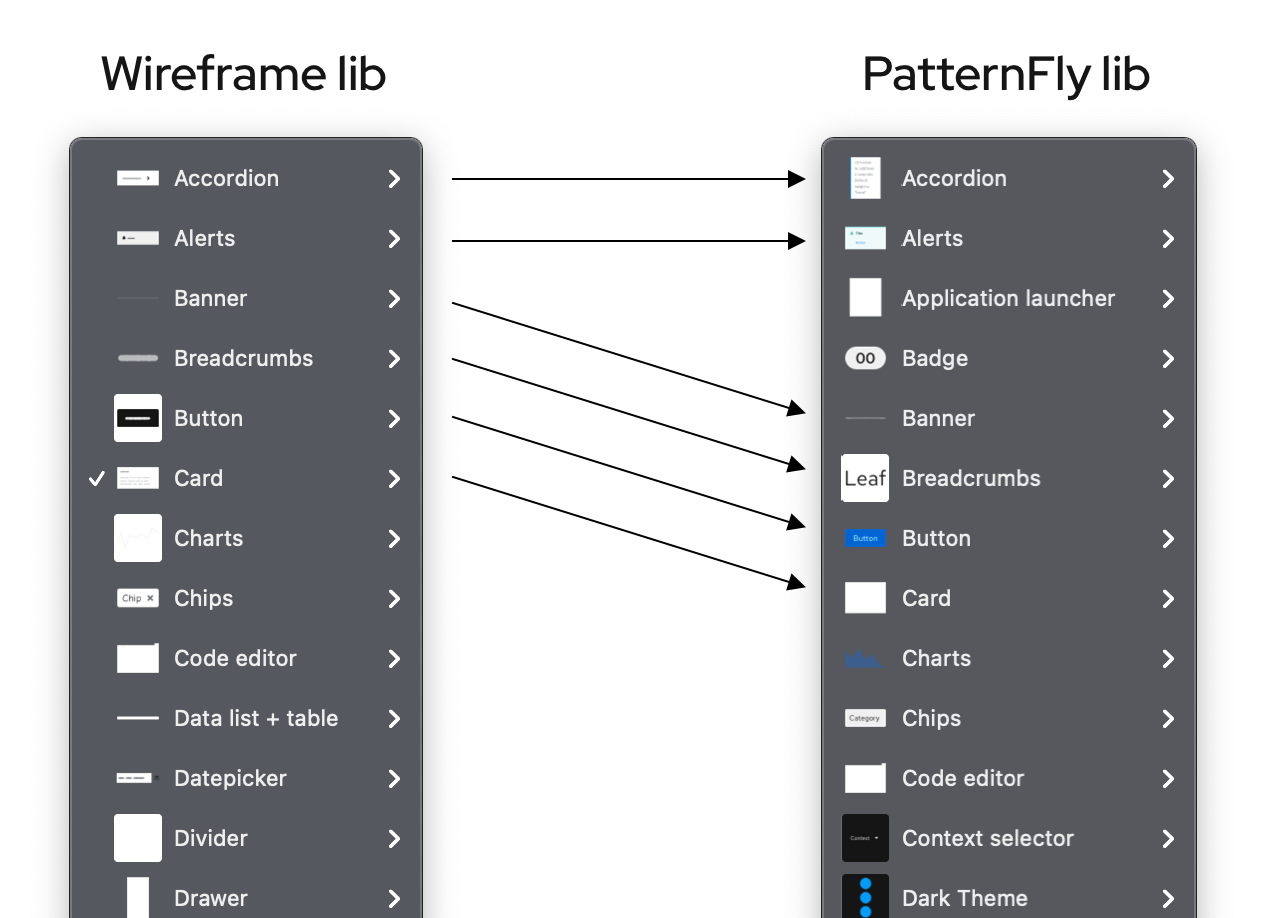 Wireframe lib
Accordion
Alerts
Banner
Breadcrumbs
Button
Card
Charts
Chip
Chips
Code editor
Data list + table
Datepicker
Divider
Drawer
PatternFly lib
Accordion
Alerts
Application launcher
00 Badge
Banner
Leaf Breadcrumbs
Button Button
Card
Charts
Category Chips
Code editor
Context Context selector
Dark Theme